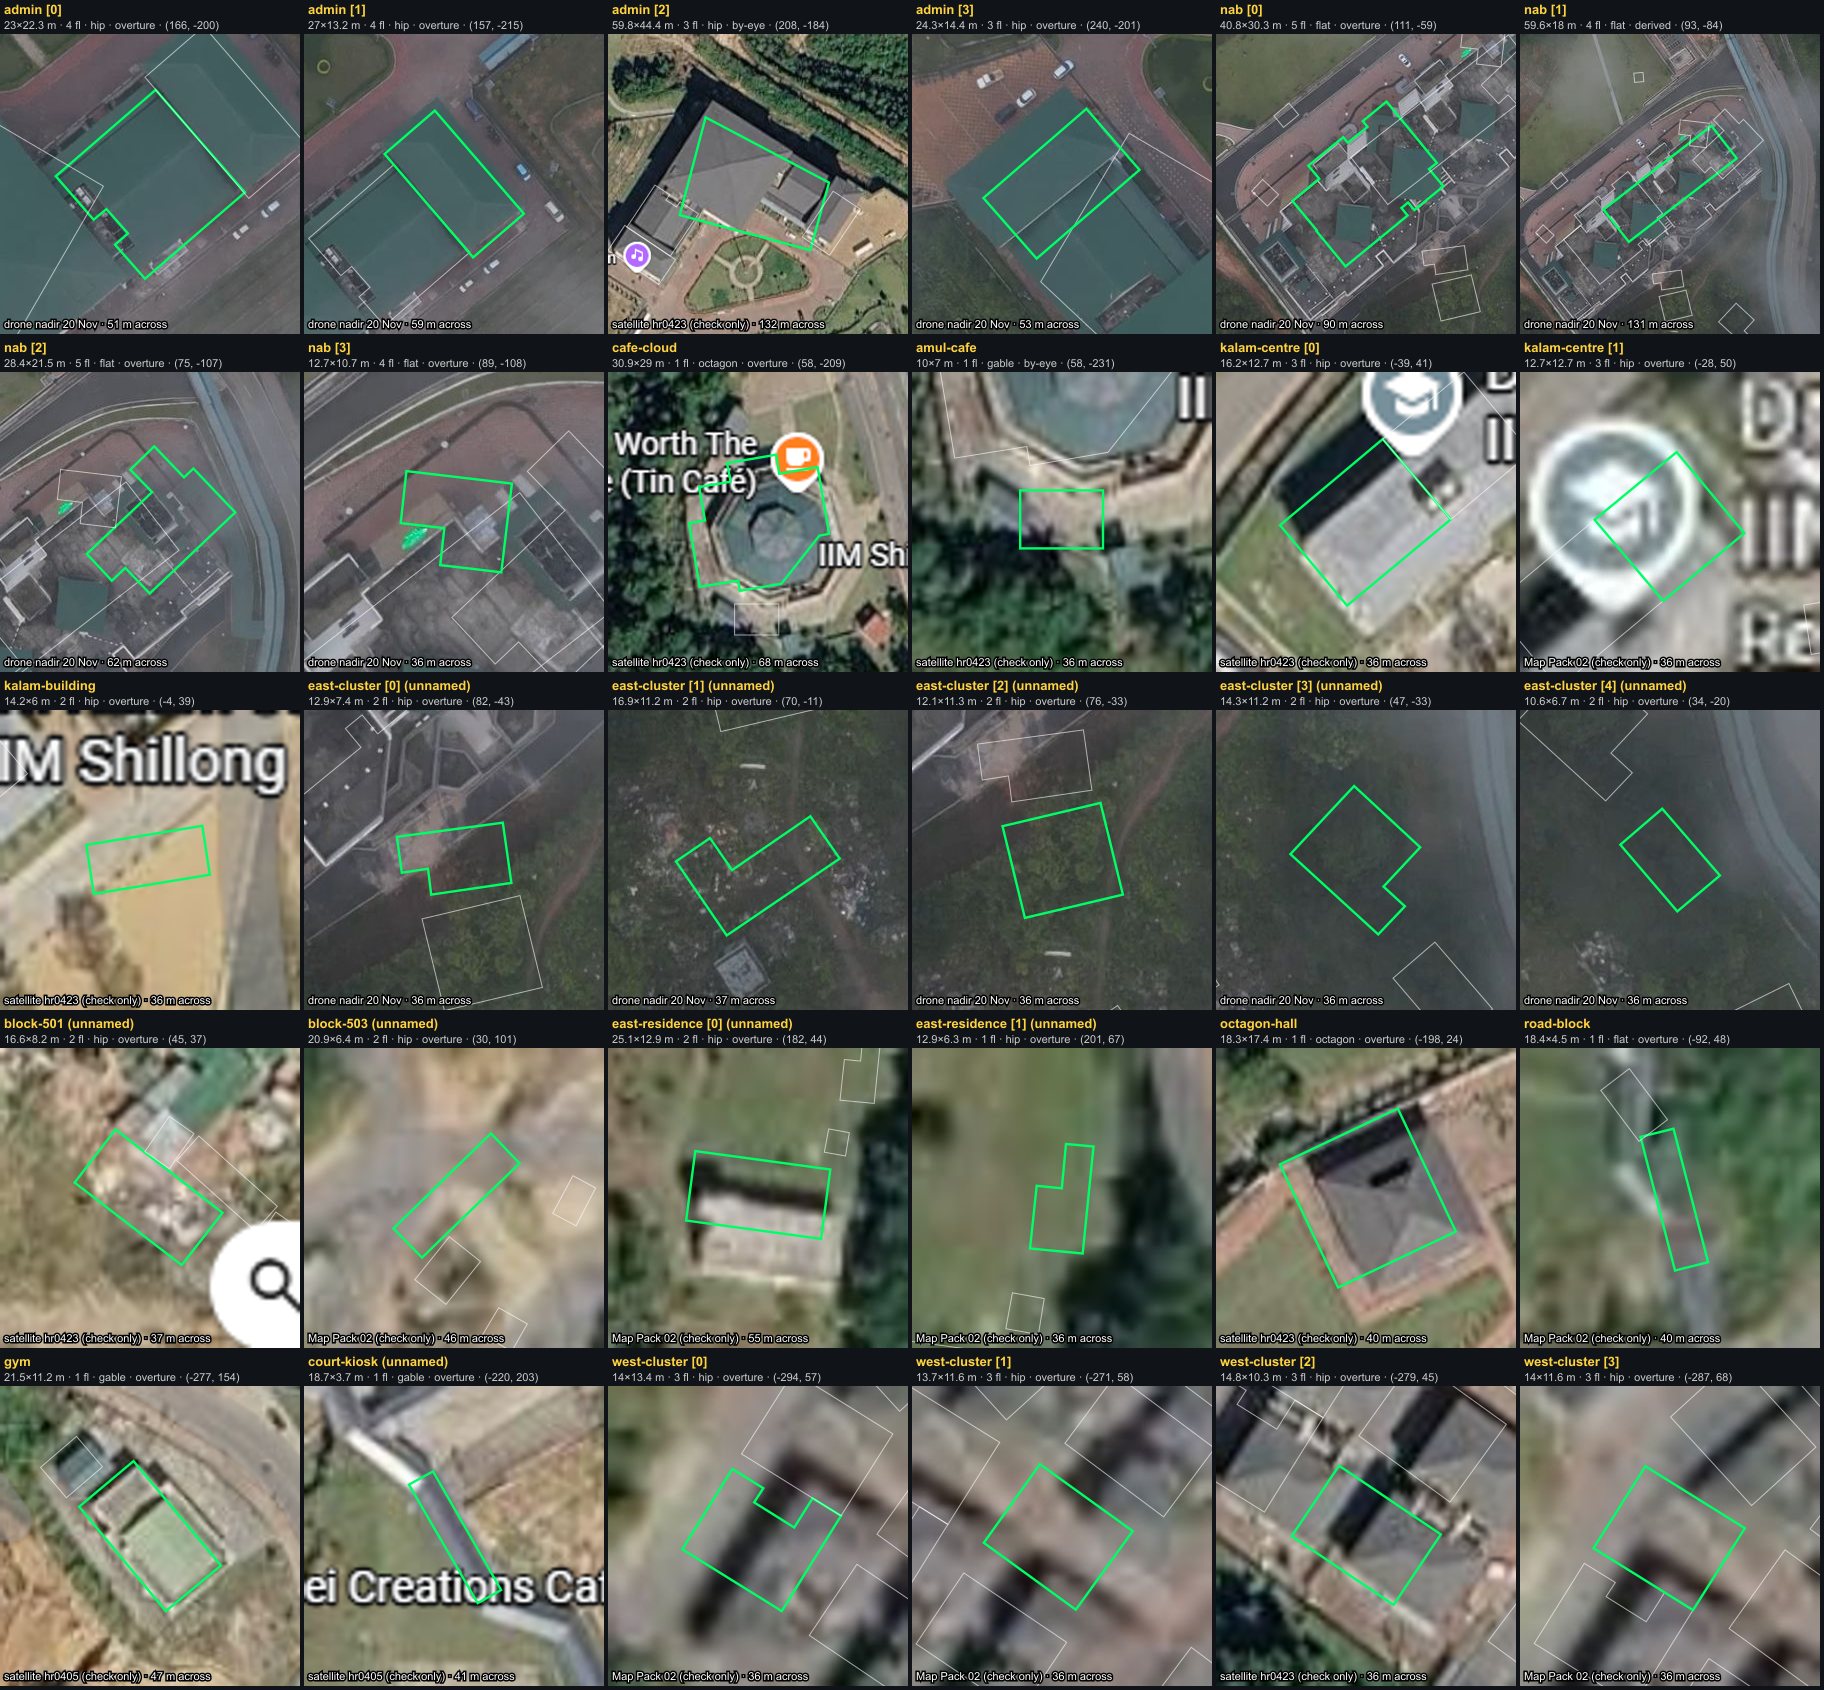 admin [0]
23×22.3 m · 4 fl · hip · overture · (166, -200)
drone nadir 20 Nov · 51 m across
admin [1]
27×13.2 m · 4 fl · hip · overture · (157, -215)
drone nadir 20 Nov · 59 m across
admin [2]
59.8×44.4 m · 3 fl · hip · by-eye · (208, -184)
satellite hr0423 (check only) · 132 m across
admin [3]
24.3×14.4 m · 3 fl · hip · overture · (240, -201)
drone nadir 20 Nov · 53 m across
nab [0]
40.8×30.3 m · 5 fl · flat · overture · (111, -59)
drone nadir 20 Nov · 90 m across
nab [1]
59.6×18 m · 4 fl · flat · derived · (93, -84)
drone nadir 20 Nov · 131 m across
nab [2]
28.4×21.5 m · 5 fl · flat · overture · (75, -107)
drone nadir 20 Nov · 62 m across
nab [3]
12.7×10.7 m · 4 fl · flat · overture · (89, -108)
drone nadir 20 Nov · 36 m across
cafe-cloud
30.9×29 m · 1 fl · octagon · overture · (58, -209)
Worth The
(Tin Cafe)
IIM Shi
satellite hr0423 (check only) · 68 m across
amul-cafe
10×7 m · 1 fl · gable · by-eye · (58, -231)
satellite hr0423 (check only) · 36 m across
kalam-centre [0]
16.2×12.7 m · 3 fl · hip · overture · (-39, 41)
satellite hr0423 (check only) · 36 m across
kalam-centre [1]
12.7×12.7 m · 3 fl · hip · overture · (-28, 50)
Map Pack 02 (check only) · 36 m across
kalam-building
14.2×6 m · 2 fl · hip · overture · (-4, 39)
IM Shillong
satellite hr0423 (check only) · 36 m across
east-cluster [0] (unnamed)
12.9×7.4 m · 2 fl · hip · overture · (82, -43)
drone nadir 20 Nov · 36 m across
east-cluster [1] (unnamed)
16.9×11.2 m · 2 fl · hip · overture · (70, -11)
drone nadir 20 Nov · 37 m across
east-cluster [2] (unnamed)
12.1×11.3 m · 2 fl · hip · overture · (76, -33)
drone nadir 20 Nov · 36 m across
east-cluster [3] (unnamed)
14.3×11.2 m · 2 fl · hip · overture · (47, -33)
drone nadir 20 Nov · 36 m across
east-cluster [4] (unnamed)
10.6×6.7 m · 2 fl · hip · overture · (34, -20)
drone nadir 20 Nov · 36 m across
block-501 (unnamed)
16.6×8.2 m · 2 fl · hip · overture · (45, 37)
satellite hr0423 (check only) · 37 m across
block-503 (unnamed)
20.9×6.4 m · 2 fl · hip · overture · (30, 101)
Map Pack 02 (check only) · 46 m across
east-residence [0] (unnamed)
25.1×12.9 m · 2 fl · hip · overture · (182, 44)
Map Pack 02 (check only) · 55 m across
east-residence [1] (unnamed)
12.9×6.3 m · 1 fl · hip · overture · (201, 67)
Map Pack 02 (check only) · 36 m across
octagon-hall
18.3×17.4 m · 1 fl · octagon · overture · (-198, 24)
satellite hr0423 (check only) · 40 m across
road-block
18.4×4.5 m · 1 fl · flat · overture · (-92, 48)
Map Pack 02 (check only) · 40 m across
gym
21.5×11.2 m · 1 fl · gable · overture · (-277, 154)
satellite hr0405 (check only) · 47 m across
court-kiosk (unnamed)
18.7×3.7 m · 1 fl · gable · overture · (-220, 203)
ei Creations Caf
satellite hr0405 (check only) · 41 m across
west-cluster [0]
14×13.4 m · 3 fl · hip · overture · (-294, 57)
Map Pack 02 (check only) · 36 m across
west-cluster [1]
13.7×11.6 m · 3 fl · hip · overture · (-271, 58)
Map Pack 02 (check only) · 36 m across
west-cluster [2]
14.8×10.3 m · 3 fl · hip · overture · (-279, 45)
satellite hr0423 (check only) · 36 m across
west-cluster [3]
14×11.6 m · 3 fl · hip · overture · (-287, 68)
Map Pack 02 (check only) · 36 m across